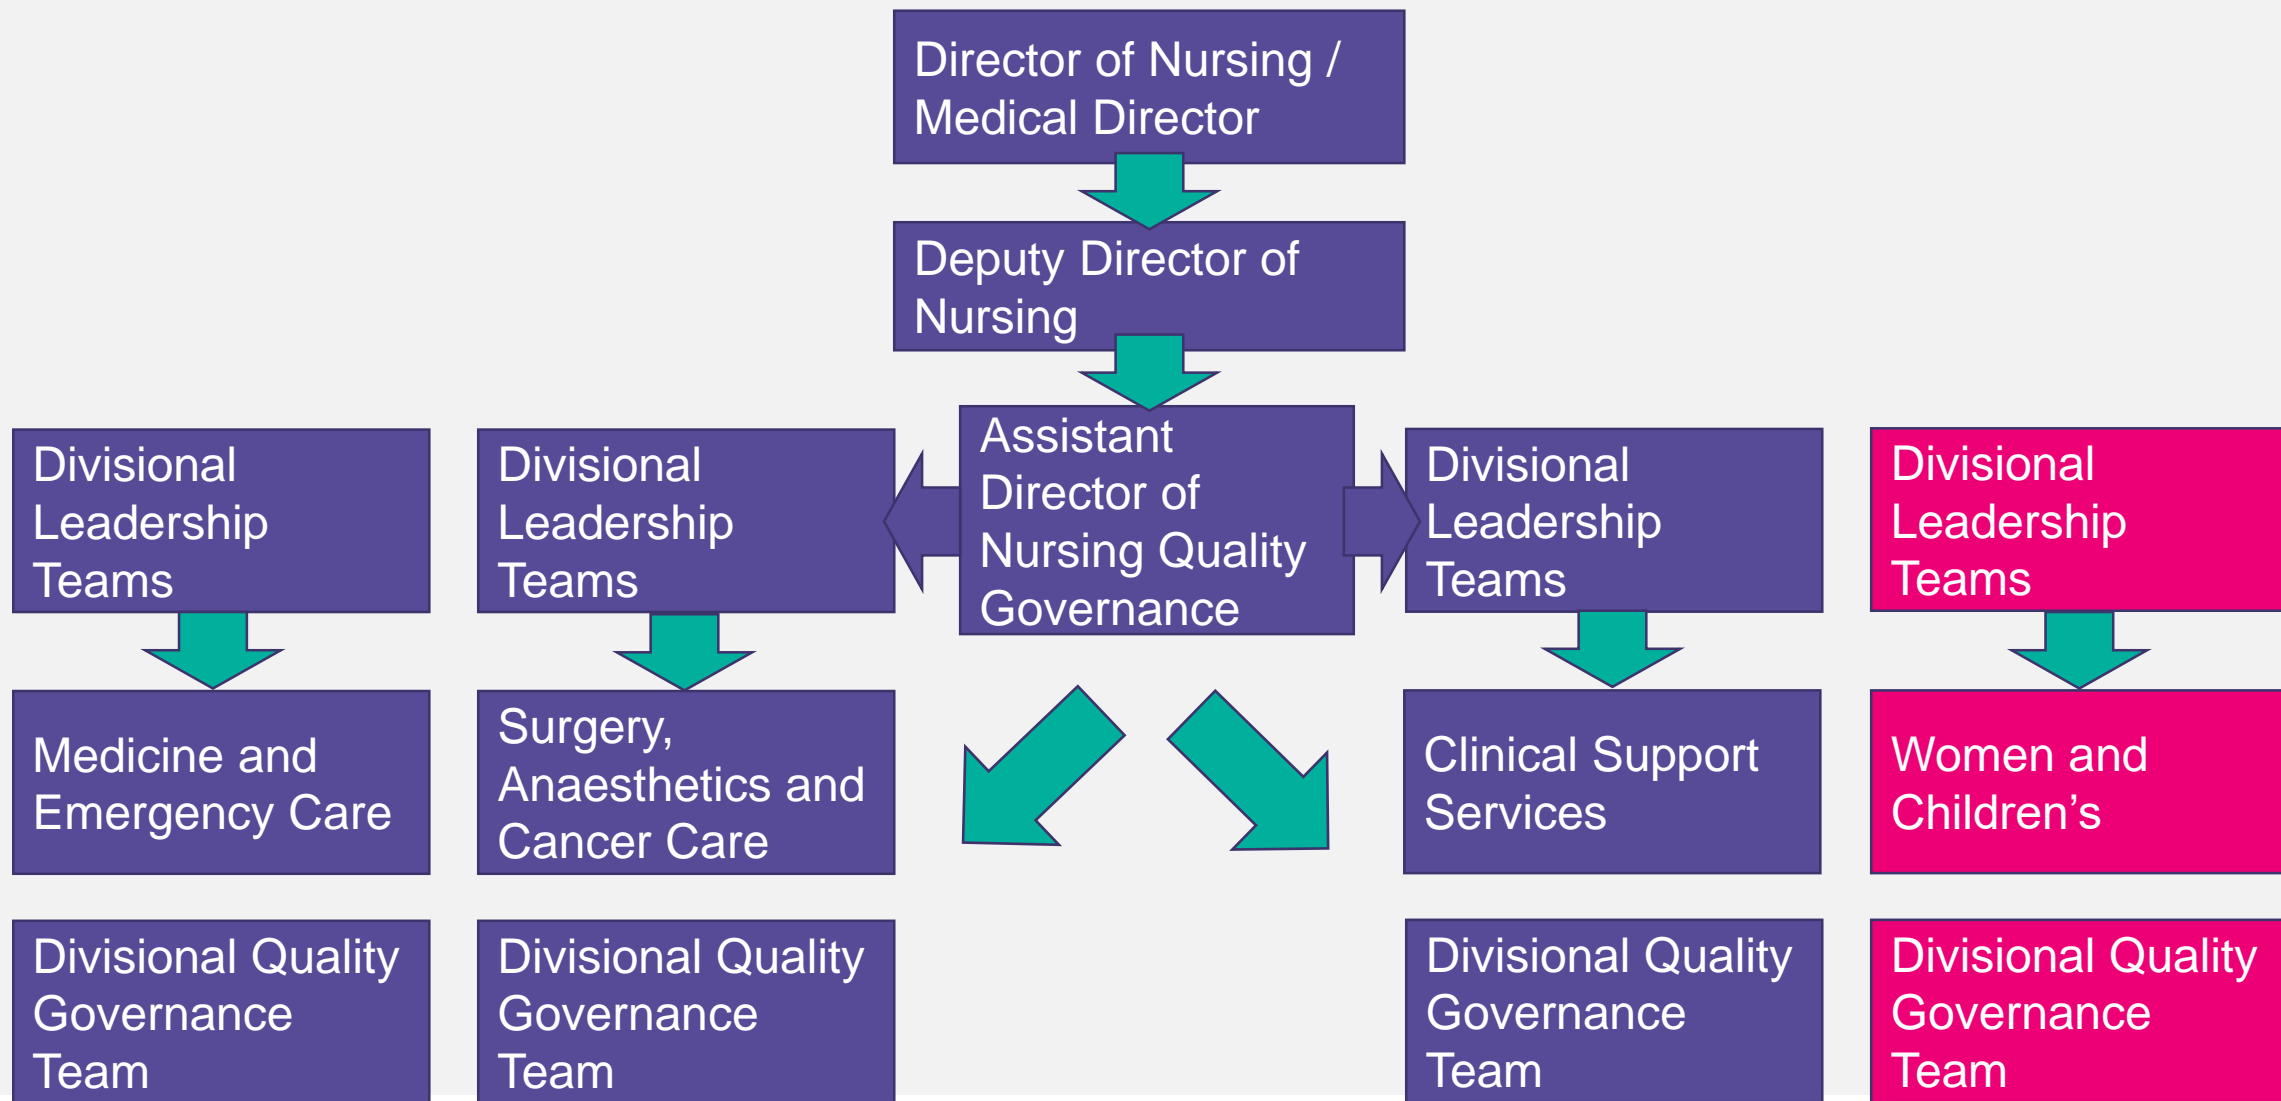 Director of Nursing /
Medical Director
Deputy Director of
Nursing
Assistant
Director of
Nursing Quality
Governance
Divisional
Leadership
Teams
Divisional
Leadership
Teams
Divisional
Leadership
Teams
Divisional
Leadership
Teams
Medicine and
Emergency Care
Surgery,
Anaesthetics and
Cancer Care
Clinical Support
Services
Women and
Children’s
Divisional Quality
Governance
Team
Divisional Quality
Governance
Team
Divisional Quality
Governance
Team
Divisional Quality
Governance
Team